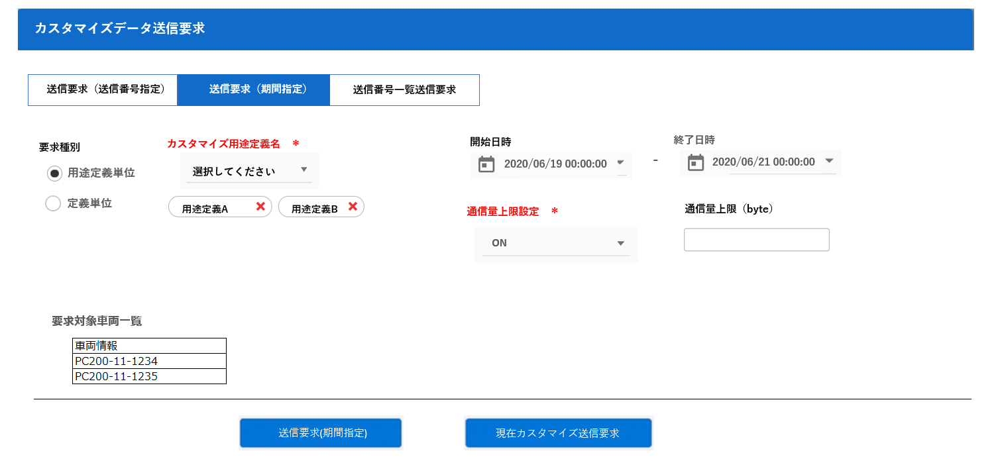 カスタマイズデータ送信要求
送信要求（送信番号指定）
送信要求（期間指定）
送信番号一覧送信要求
要求種別
用途定義単位
定義単位
カスタマイズ用途定義名 *
選択してください
用途定義A
用途定義B
開始日時
2020/06/19 00:00:00
-
終了日時
2020/06/21 00:00:00
通信量上限設定 *
ON
通信量上限（byte）
要求対象車両一覧
車両情報
PC200-11-1234
PC200-11-1235
送信要求(期間指定)
現在カスタマイズ送信要求